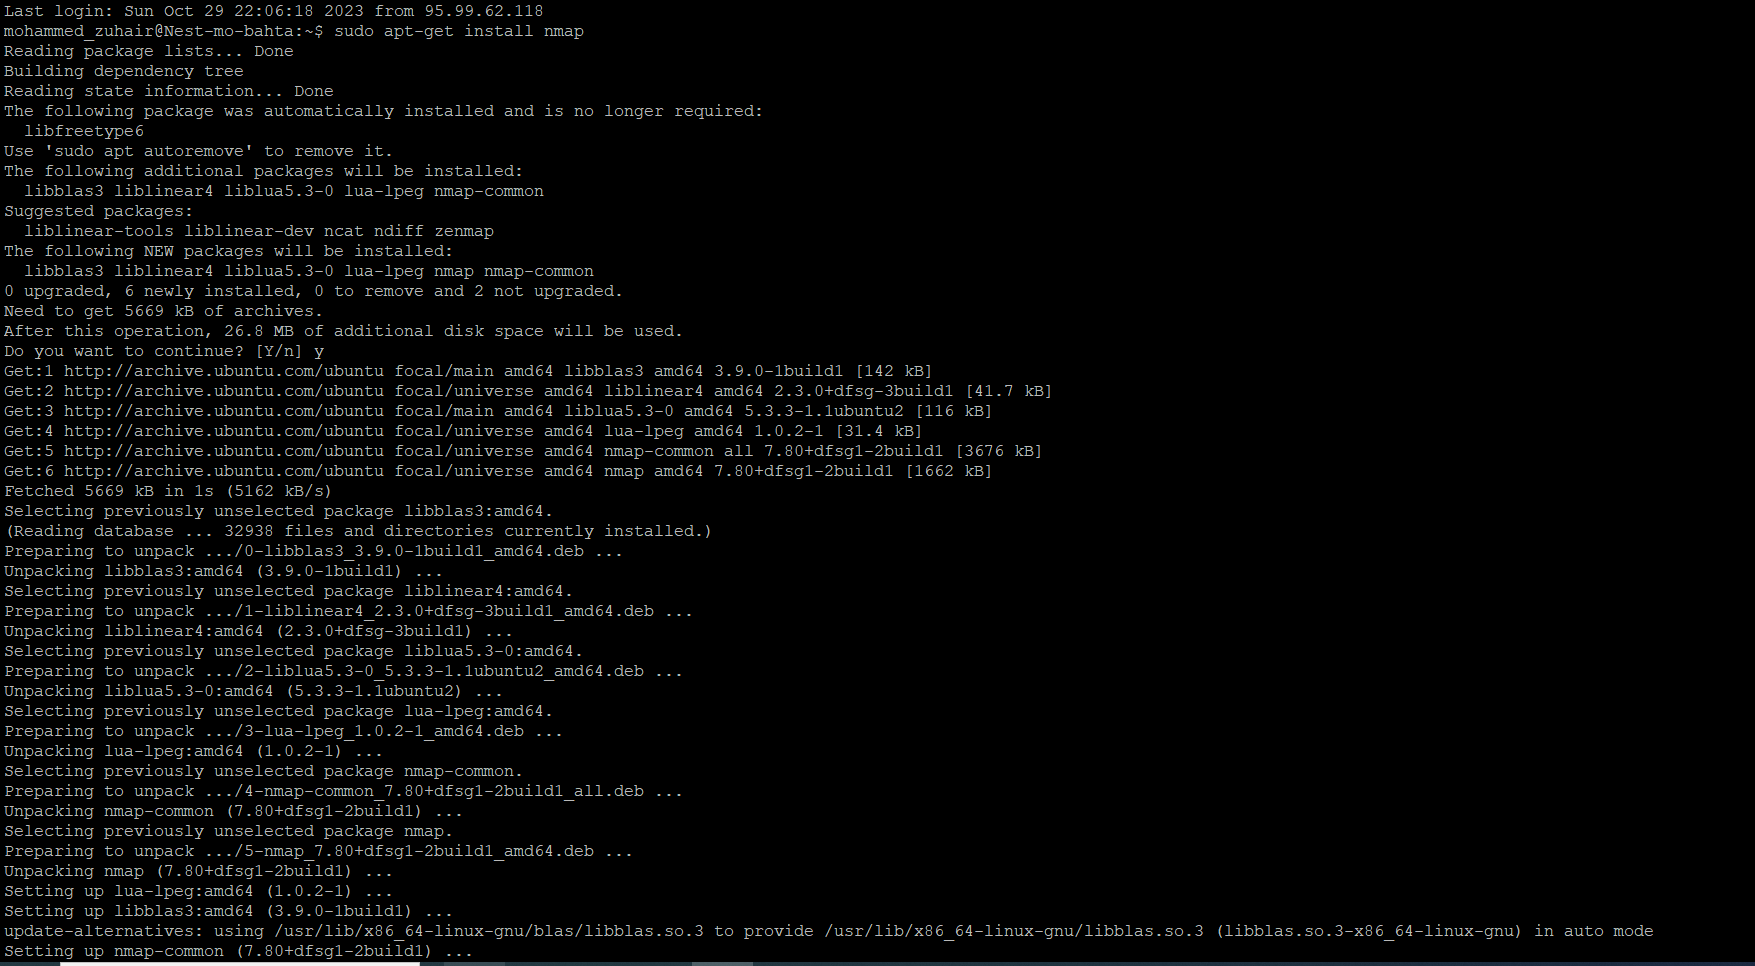 Last login: Sun Oct 29 22:06:18 2023 from 95.99.62.118
mohammed_zuhair@Nest-mo-bahta:~$ sudo apt-get install nmap
Reading package lists... Done
Building dependency tree
Reading state information... Done
The following package was automatically installed and is no longer required:
  libfreetype6
Use 'sudo apt autoremove' to remove it.
The following additional packages will be installed:
  libblas3 liblinear4 liblua5.3-0 lua-lpeg nmap-common
Suggested packages:
  liblinear-tools liblinear-dev ncat ndiff zenmap
The following NEW packages will be installed:
  libblas3 liblinear4 liblua5.3-0 lua-lpeg nmap nmap-common
0 upgraded, 6 newly installed, 0 to remove and 2 not upgraded.
Need to get 5669 kB of archives.
After this operation, 26.8 MB of additional disk space will be used.
Do you want to continue? [Y/n] y
Get:1 http://archive.ubuntu.com/ubuntu focal/main amd64 libblas3 amd64 3.9.0-1build1 [142 kB]
Get:2 http://archive.ubuntu.com/ubuntu focal/universe amd64 liblinear4 amd64 2.3.0+dfsg-3build1 [41.7 kB]
Get:3 http://archive.ubuntu.com/ubuntu focal/main amd64 liblua5.3-0 amd64 5.3.3-1.1ubuntu2 [116 kB]
Get:4 http://archive.ubuntu.com/ubuntu focal/universe amd64 lua-lpeg amd64 1.0.2-1 [31.4 kB]
Get:5 http://archive.ubuntu.com/ubuntu focal/universe amd64 nmap-common all 7.80+dfsg1-2build1 [3676 kB]
Get:6 http://archive.ubuntu.com/ubuntu focal/universe amd64 nmap amd64 7.80+dfsg1-2build1 [1662 kB]
Fetched 5669 kB in 1s (5162 kB/s)
Selecting previously unselected package libblas3:amd64.
(Reading database ... 32938 files and directories currently installed.)
Preparing to unpack .../0-libblas3_3.9.0-1build1_amd64.deb ...
Unpacking libblas3:amd64 (3.9.0-1build1) ...
Selecting previously unselected package liblinear4:amd64.
Preparing to unpack .../1-liblinear4_2.3.0+dfsg-3build1_amd64.deb ...
Unpacking liblinear4:amd64 (2.3.0+dfsg-3build1) ...
Selecting previously unselected package liblua5.3-0:amd64.
Preparing to unpack .../2-liblua5.3-0_5.3.3-1.1ubuntu2_amd64.deb ...
Unpacking liblua5.3-0:amd64 (5.3.3-1.1ubuntu2) ...
Selecting previously unselected package lua-lpeg:amd64.
Preparing to unpack .../3-lua-lpeg_1.0.2-1_amd64.deb ...
Unpacking lua-lpeg:amd64 (1.0.2-1) ...
Selecting previously unselected package nmap-common.
Preparing to unpack .../4-nmap-common_7.80+dfsg1-2build1_all.deb ...
Unpacking nmap-common (7.80+dfsg1-2build1) ...
Selecting previously unselected package nmap.
Preparing to unpack .../5-nmap_7.80+dfsg1-2build1_amd64.deb ...
Unpacking nmap (7.80+dfsg1-2build1) ...
Setting up lua-lpeg:amd64 (1.0.2-1) ...
Setting up libblas3:amd64 (3.9.0-1build1) ...
update-alternatives: using /usr/lib/x86_64-linux-gnu/blas/libblas.so.3 to provide /usr/lib/x86_64-linux-gnu/libblas.so.3 (libblas.so.3-x86_64-linux-gnu) in auto mode
Setting up nmap-common (7.80+dfsg1-2build1) ...